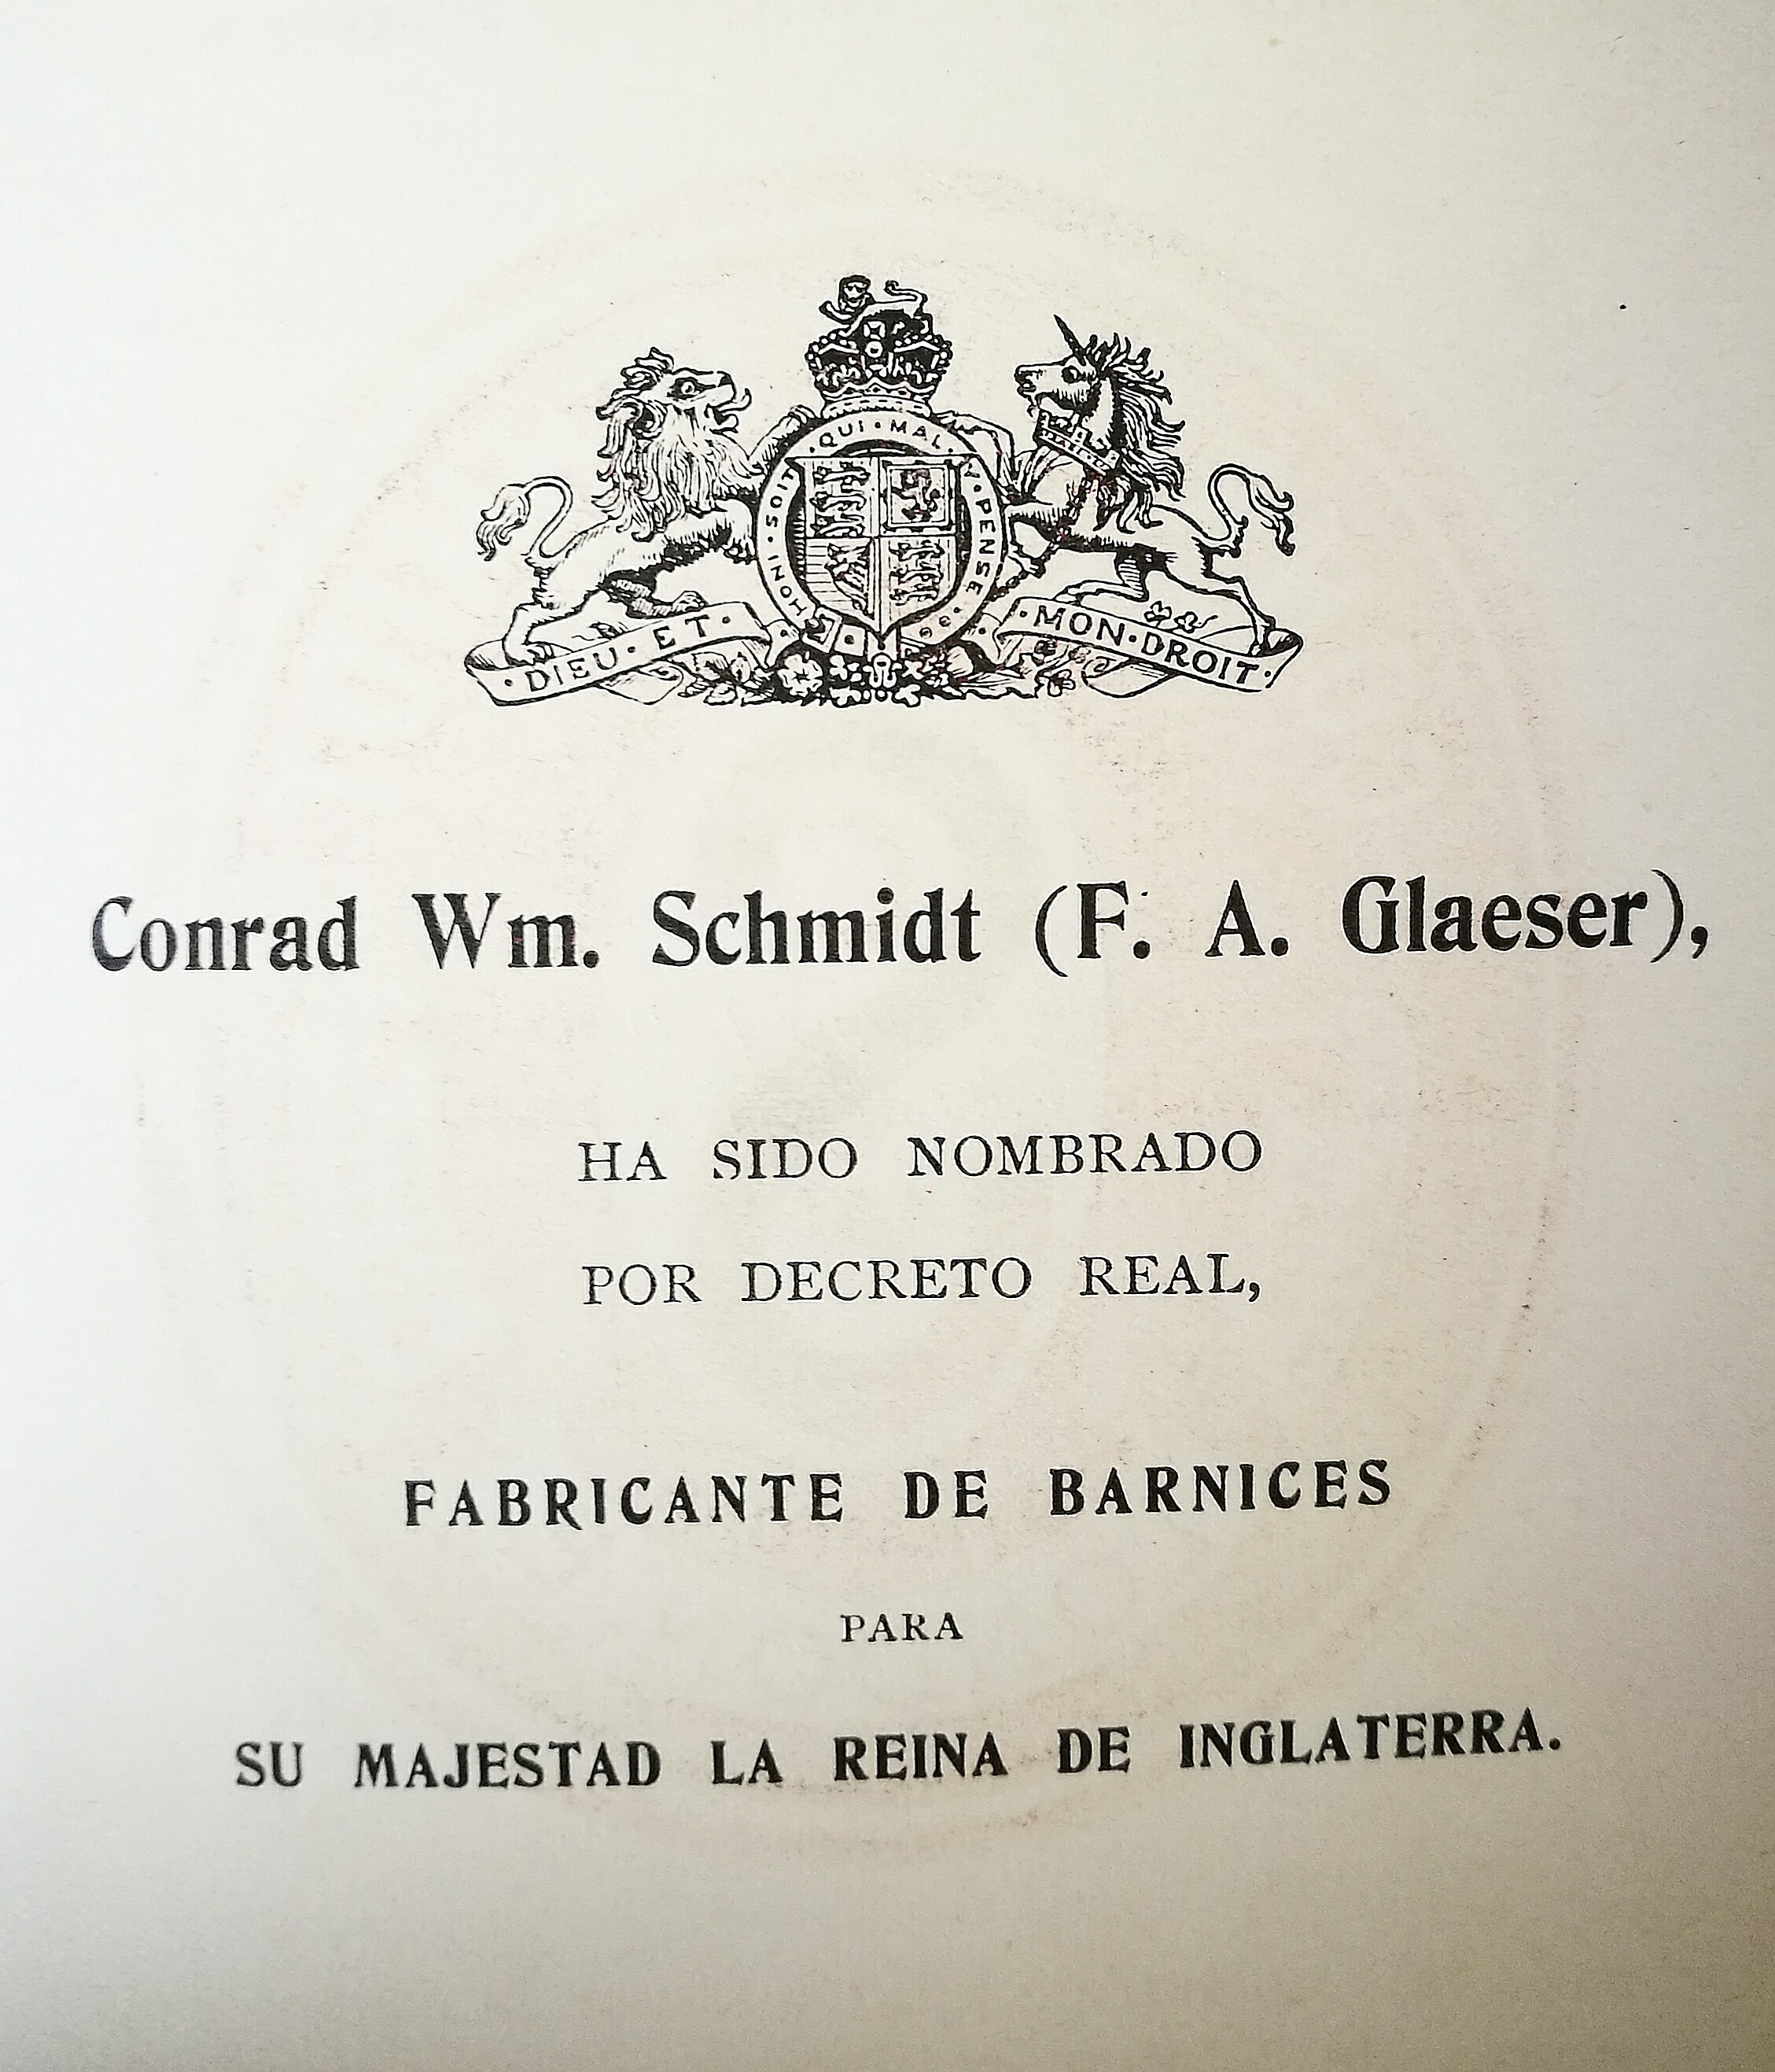 HONI · SOIT · QUI · MAL · Y · PENSE
· DIEU · ET · · MON · DROIT ·
Conrad Wm. Schmidt (F. A. Glaeser),
HA SIDO NOMBRADO
POR DECRETO REAL,
FABRICANTE DE BARNICES
PARA
SU MAJESTAD LA REINA DE INGLATERRA.